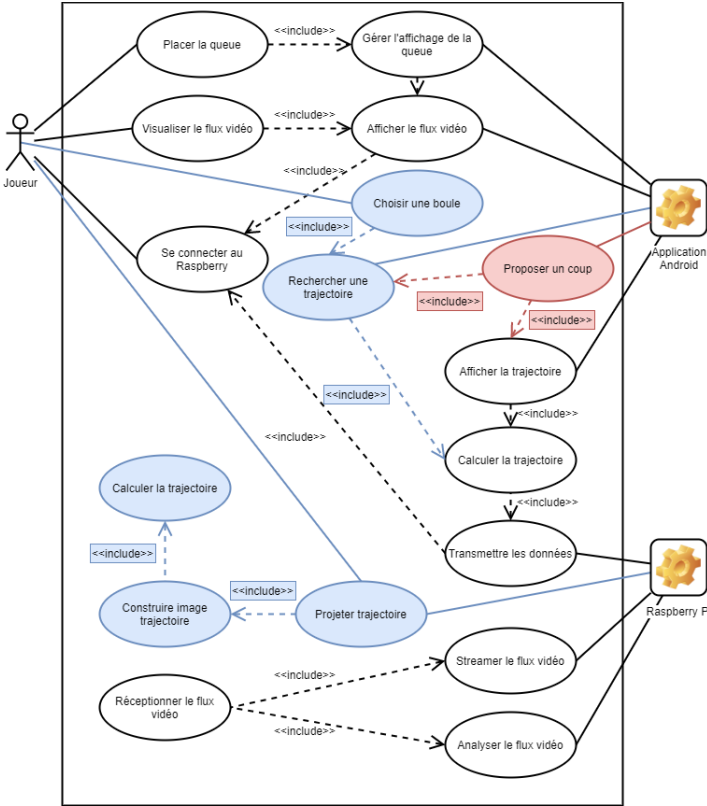 <<include>>
Placer la queue
Gérer l'affichage de la
queue
<<include>>
Visualiser le flux vidéo
Afficher le flux vidéo
Joueur
<<include>>
Choisir une boule
<<include>>
Se connecter au
Raspberry
Application
Android
Proposer un coup
Rechercher une
trajectoire
<<include>>
<<include>>
Afficher la trajectoire
<<include>>
<<include>>
<<include>>
Calculer la trajectoire
Calculer la trajectoire
<<include>>
<<include>>
Transmettre les données
<<include>>
Construire image
trajectoire
Projeter trajectoire
Raspberry P
Streamer le flux vidéo
<<include>>
Réceptionner le flux
vidéo
<<include>>
Analyser le flux vidéo